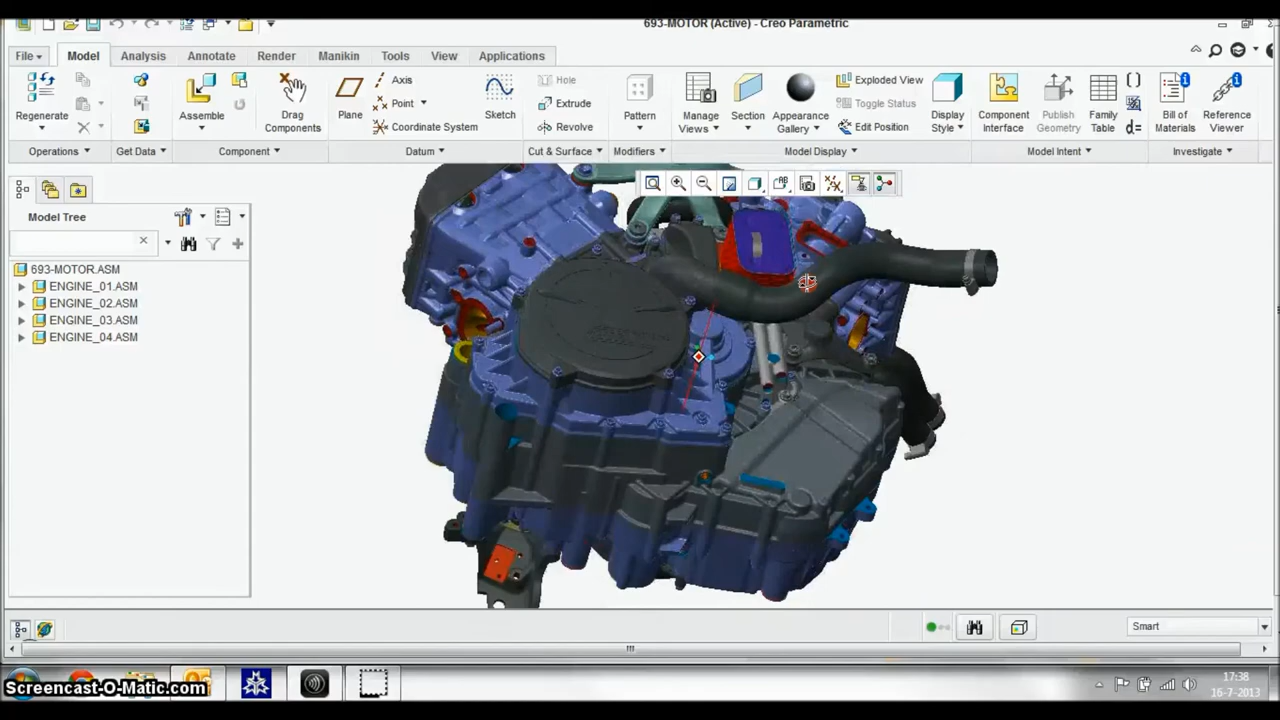 693-MOTOR (Active) - Creo Parametric
File Model Analysis Annotate Render Manikin Tools View Applications
Regenerate
Assemble
Drag
Components
Plane
Axis
Point
Coordinate System
Sketch
Hole
Extrude
Revolve
Pattern
Manage
Views
Section
Appearance
Gallery
Exploded View
Toggle Status
Edit Position
Display
Style
Component
Interface
Publish
Geometry
Family
Table
Bill of
Materials
Reference
Viewer
Operations Get Data Component Datum Cut & Surface Modifiers Model Display Model Intent Investigate
Model Tree
693-MOTOR.ASM
ENGINE_01.ASM
ENGINE_02.ASM
ENGINE_03.ASM
ENGINE_04.ASM
Smart
Screencast-O-Matic.com
17:38
16-7-2013